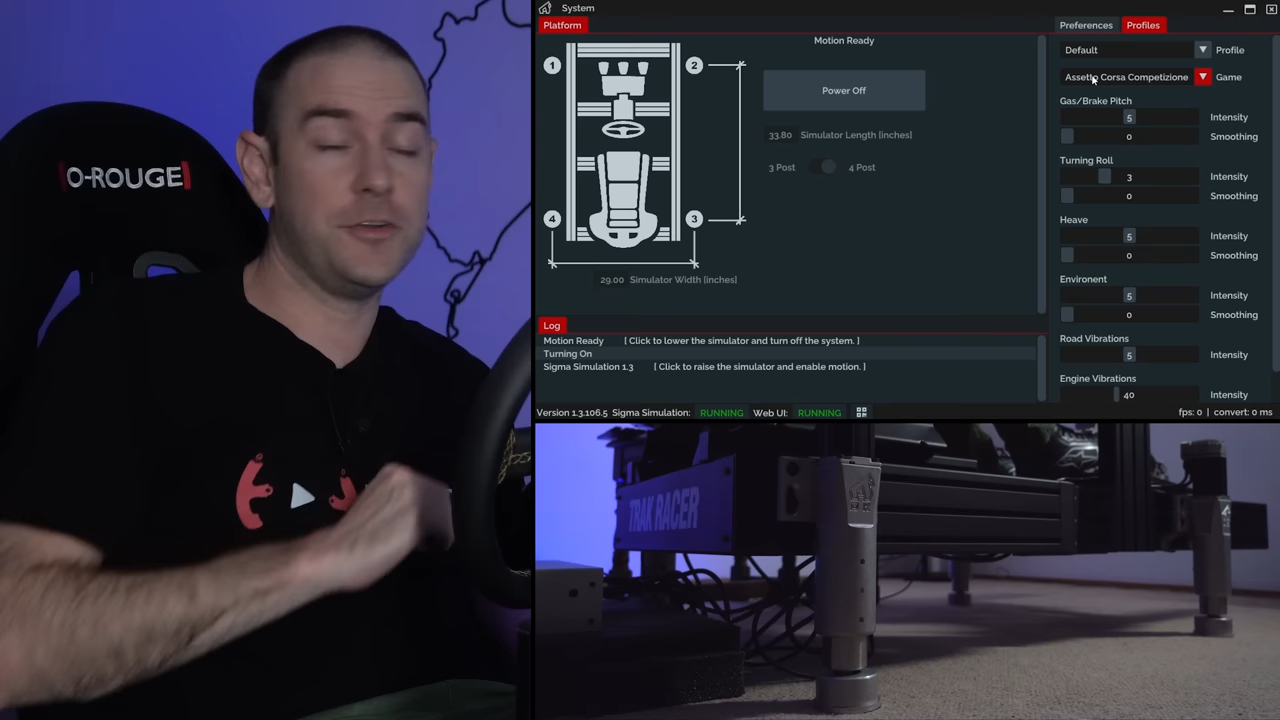 O-ROUGE
System
Platform
Motion Ready
1
2
Power Off
33.80 Simulator Length [inches]
3 Post
4 Post
4
3
29.00 Simulator Width [inches]
Log
Motion Ready [ Click to lower the simulator and turn off the system. ]
Turning On
Sigma Simulation 1.3 [ Click to raise the simulator and enable motion. ]
Version 1.3.106.5 Sigma Simulation: RUNNING Web UI: RUNNING
fps: 0 | convert: 0 ms
Preferences
Profiles
Default Profile
Assetto Corsa Competizione Game
Gas/Brake Pitch
5 Intensity
0 Smoothing
Turning Roll
3 Intensity
0 Smoothing
Heave
5 Intensity
0 Smoothing
Environent
5 Intensity
0 Smoothing
Road Vibrations
5 Intensity
Engine Vibrations
40 Intensity
TRAK RACER